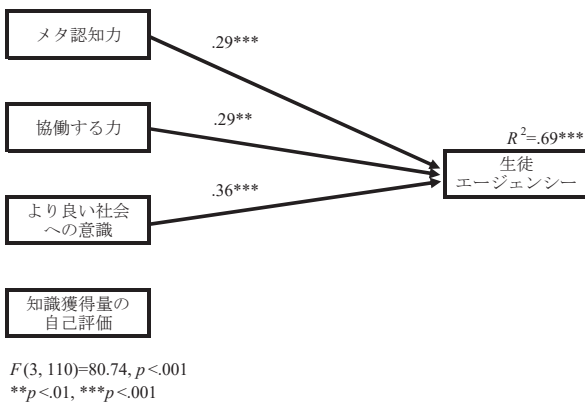 メタ認知力
.29***
協働する力
.29**
R²=.69***
生徒
エージェンシー
.36***
より良い社会
への意識
知識獲得量の
自己評価
F(3, 110)=80.74, p<.001
**p<.01, ***p<.001